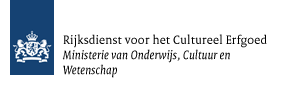 Rijksdienst voor het Cultureel Erfgoed
Ministerie van Onderwijs, Cultuur en
Wetenschap